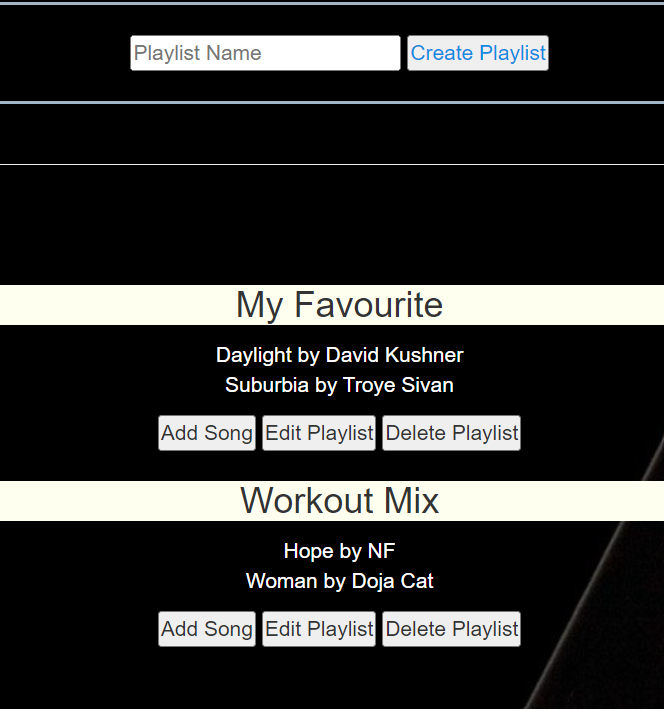 Playlist Name Create Playlist
My Favourite
Daylight by David Kushner
Suburbia by Troye Sivan
Add Song Edit Playlist Delete Playlist
Workout Mix
Hope by NF
Woman by Doja Cat
Add Song Edit Playlist Delete Playlist